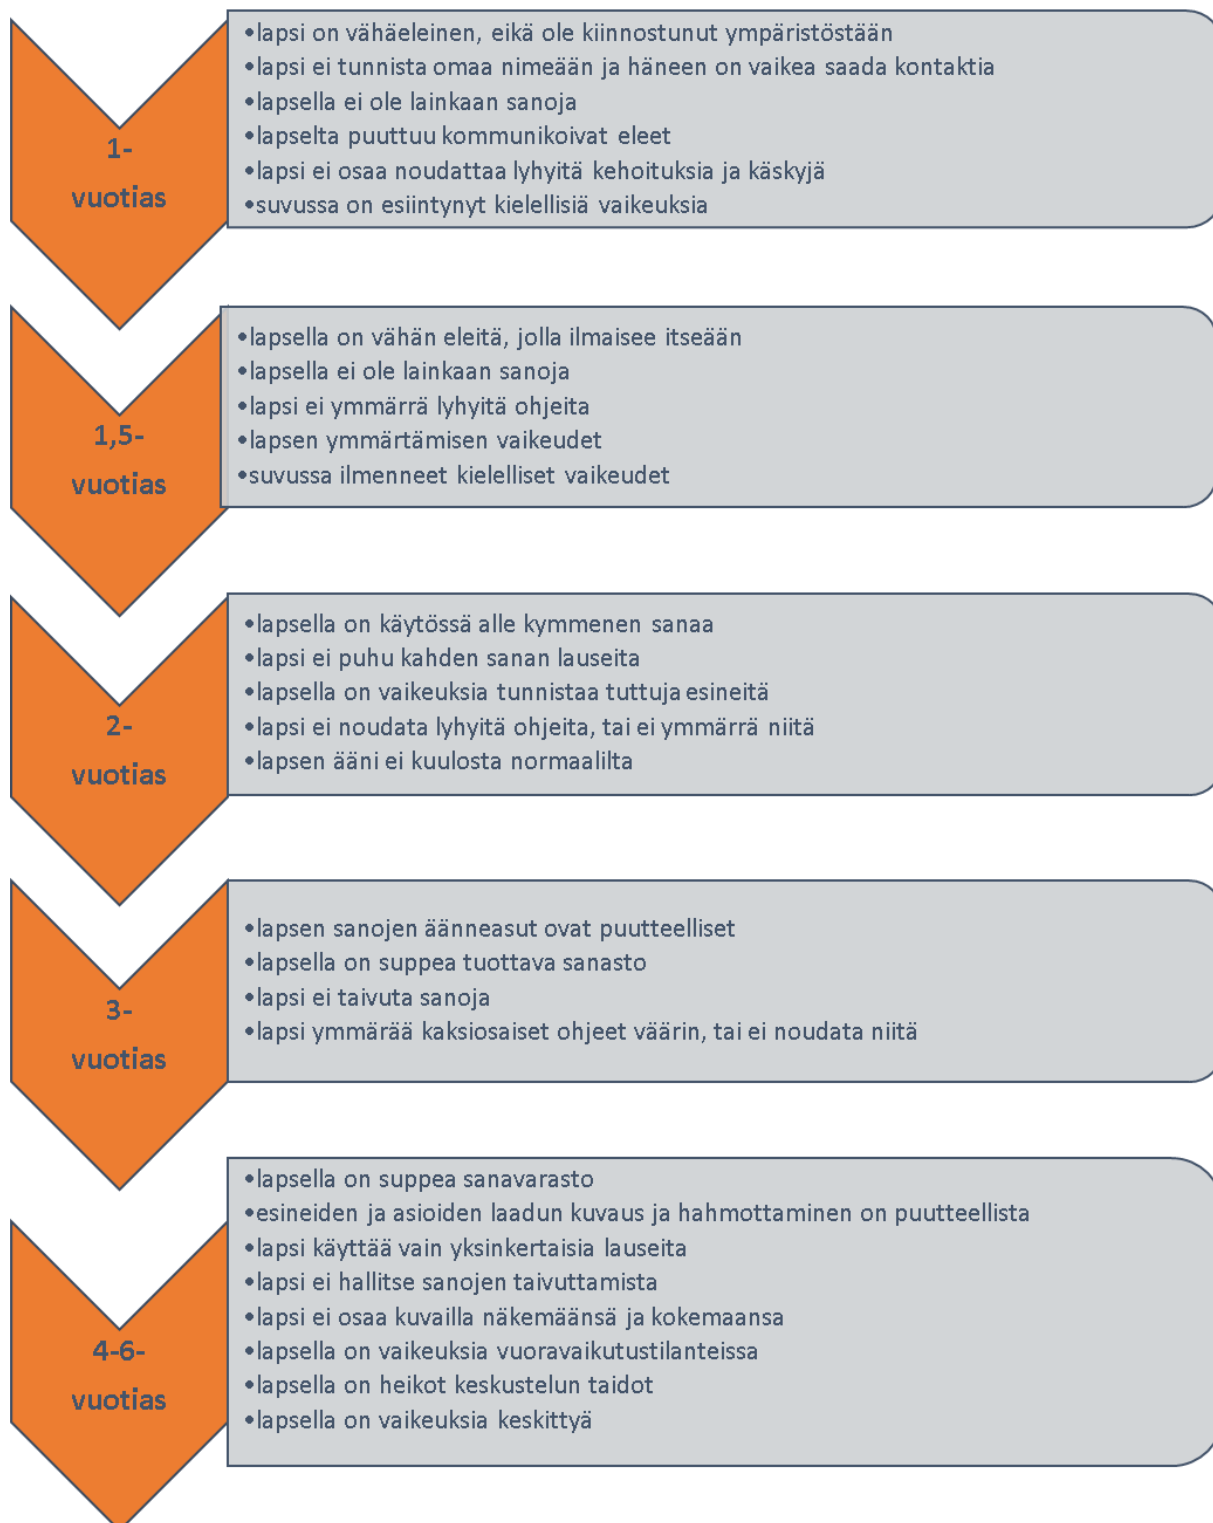 1-
vuotias
•lapsi on vähäeleinen, eikä ole kiinnostunut ympäristöstään
•lapsi ei tunnista omaa nimeään ja häneen on vaikea saada kontaktia
•lapsella ei ole lainkaan sanoja
•lapselta puuttuu kommunikoivat eleet
•lapsi ei osaa noudattaa lyhyitä kehoituksia ja käskyjä
•suvussa on esiintynyt kielellisiä vaikeuksia
1,5-
vuotias
•lapsella on vähän eleitä, jolla ilmaisee itseään
•lapsella ei ole lainkaan sanoja
•lapsi ei ymmärrä lyhyitä ohjeita
•lapsen ymmärtämisen vaikeudet
•suvussa ilmenneet kielelliset vaikeudet
2-
vuotias
•lapsella on käytössä alle kymmenen sanaa
•lapsi ei puhu kahden sanan lauseita
•lapsella on vaikeuksia tunnistaa tuttuja esineitä
•lapsi ei noudata lyhyitä ohjeita, tai ei ymmärrä niitä
•lapsen ääni ei kuulosta normaalilta
3-
vuotias
•lapsen sanojen äänneasut ovat puutteelliset
•lapsella on suppea tuottava sanasto
•lapsi ei taivuta sanoja
•lapsi ymmärää kaksiosaiset ohjeet väärin, tai ei noudata niitä
4-6-
vuotias
•lapsella on suppea sanavarasto
•esineiden ja asioiden laadun kuvaus ja hahmottaminen on puutteellista
•lapsi käyttää vain yksinkertaisia lauseita
•lapsi ei hallitse sanojen taivuttamista
•lapsi ei osaa kuvailla näkemäänsä ja kokemaansa
•lapsella on vaikeuksia vuoravaikutustilanteissa
•lapsella on heikot keskustelun taidot
•lapsella on vaikeuksia keskittyä